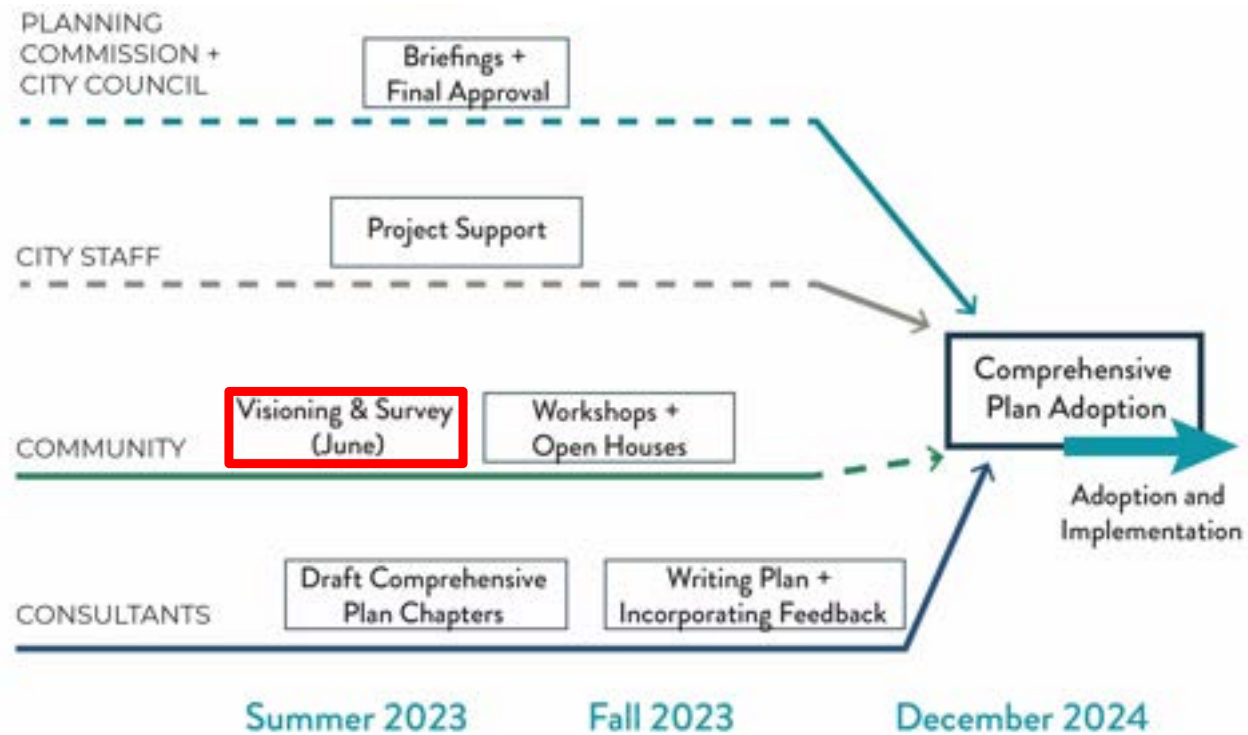 PLANNING
COMMISSION +
CITY COUNCIL
Briefings +
Final Approval
CITY STAFF
Project Support
COMMUNITY
Visioning & Survey
(June)
Workshops +
Open Houses
Comprehensive
Plan Adoption
Adoption and
Implementation
CONSULTANTS
Draft Comprehensive
Plan Chapters
Writing Plan +
Incorporating Feedback
Summer 2023
Fall 2023
December 2024